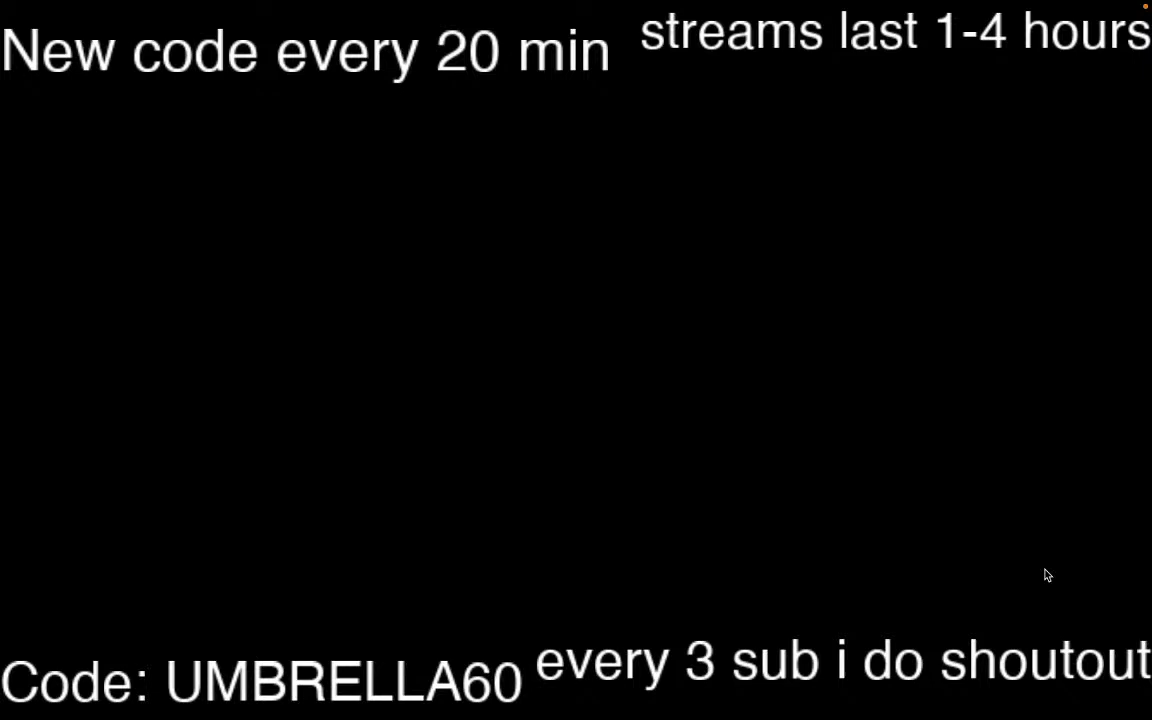 New code every 20 min
streams last 1-4 hours
Code: UMBRELLA60
every 3 sub i do shoutout